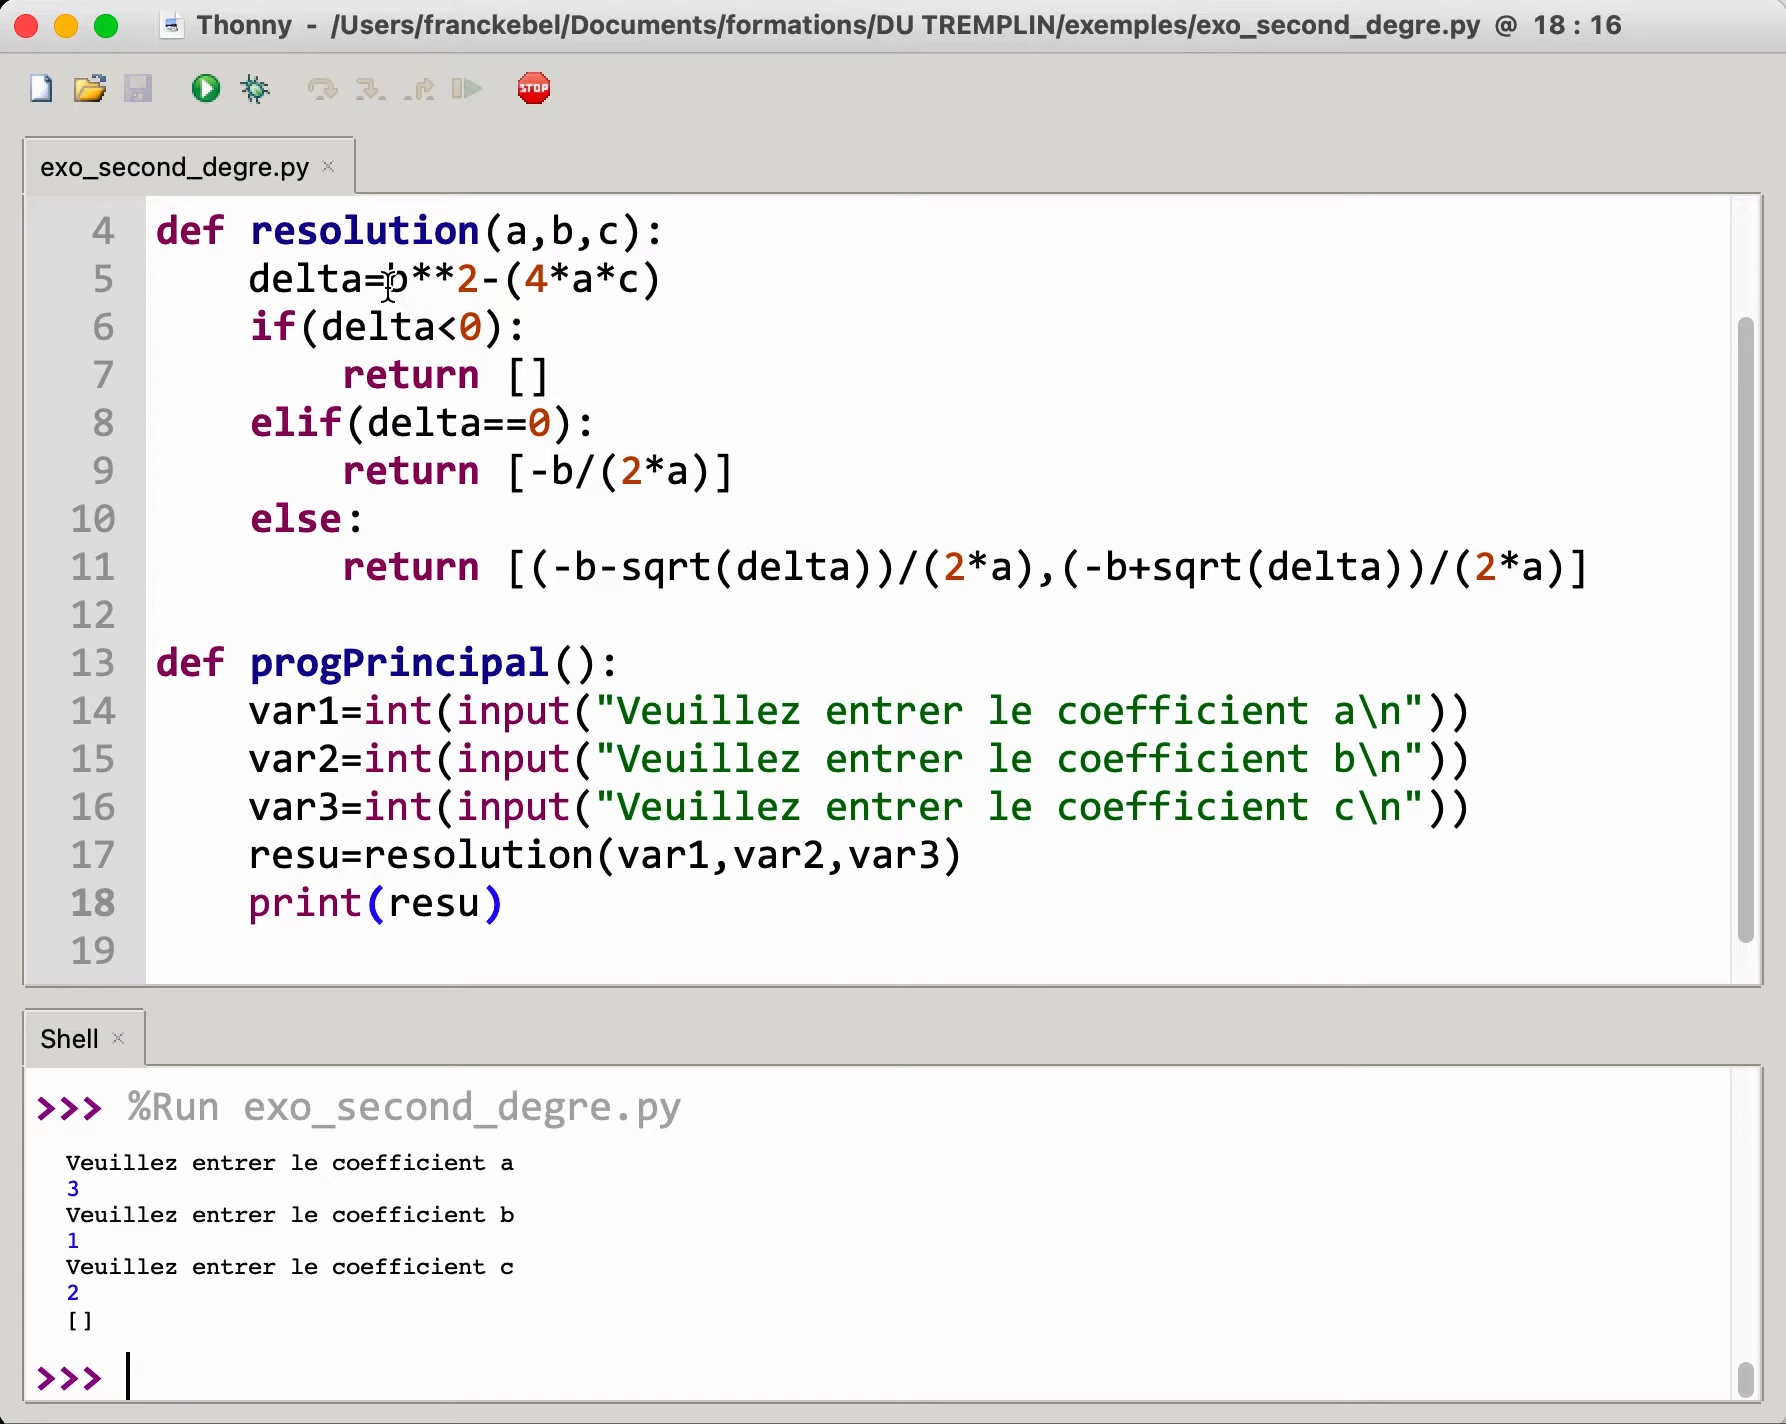 Thonny - /Users/franckebel/Documents/formations/DU TREMPLIN/exemples/exo_second_degre.py @ 18 : 16
STOP
exo_second_degre.py ×
4 def resolution(a,b,c):
5     delta=b**2-(4*a*c)
6     if(delta<0):
7         return []
8     elif(delta==0):
9         return [-b/(2*a)]
10     else:
11         return [(-b-sqrt(delta))/(2*a),(-b+sqrt(delta))/(2*a)]
12
13 def progPrincipal():
14     var1=int(input("Veuillez entrer le coefficient a\n"))
15     var2=int(input("Veuillez entrer le coefficient b\n"))
16     var3=int(input("Veuillez entrer le coefficient c\n"))
17     resu=resolution(var1,var2,var3)
18     print(resu)
19
Shell ×
>>> %Run exo_second_degre.py
Veuillez entrer le coefficient a
3
Veuillez entrer le coefficient b
1
Veuillez entrer le coefficient c
2
[]
>>>